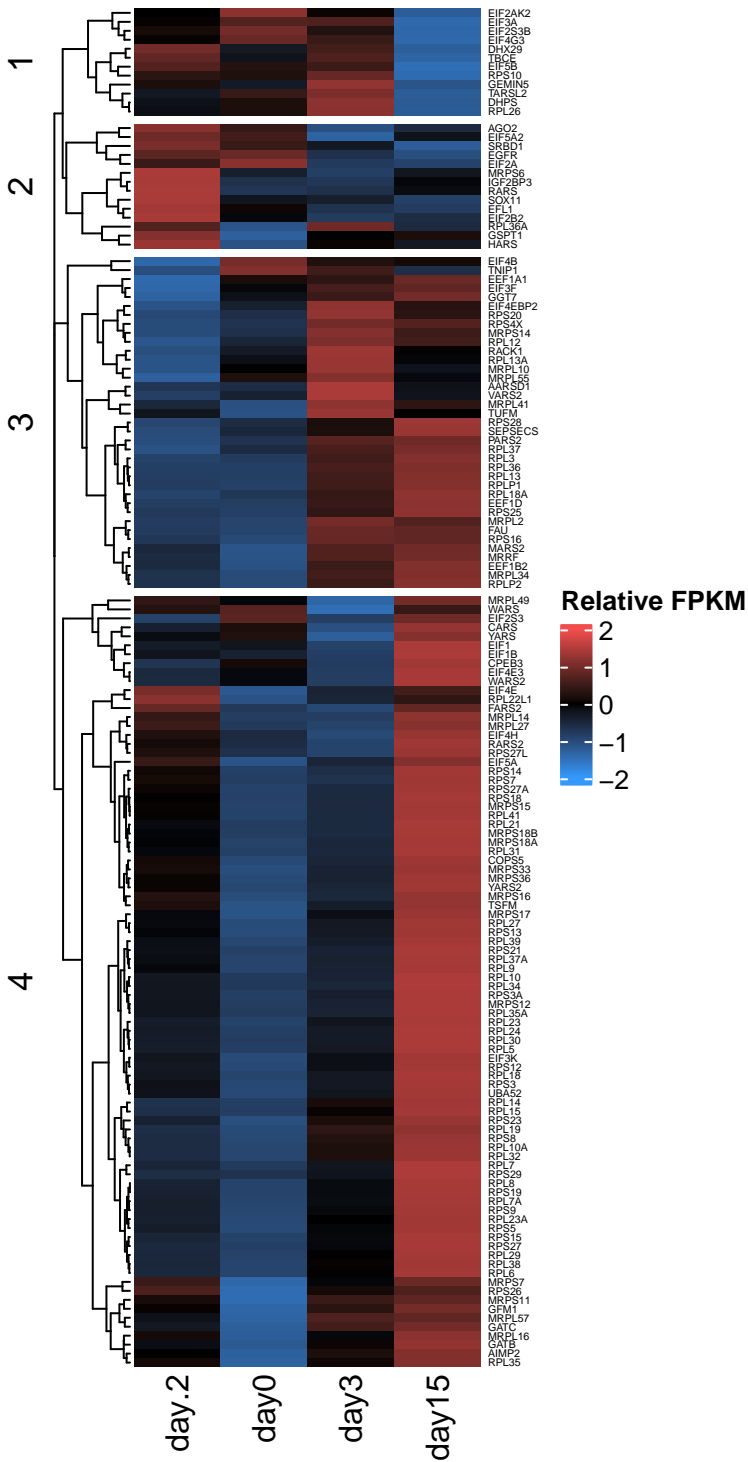 1
EIF2AK2
EIF3A
EIF2S3B
EIF4G3
DHX29
TBCE
EIF5B
RPS10
GEMIN5
TARSL2
DHPS
RPL26
2
AGO2
EIF5A2
SRBD1
EGFR
EIF2A
MRPS6
IGF2BP3
RARS
SOX11
EFL1
EIF2B2
RPL36A
GSPT1
HARS
3
EIF4B
TNIP1
EEF1A1
EIF3F
GGT7
EIF4EBP2
RPS20
RPS4X
MRPS14
RPL12
RACK1
RPL13A
MRPL10
MRPL55
AARSD1
VARS2
MRPL41
TUFM
RPS28
SEPSECS
PARS2
RPL37
RPL3
RPL36
RPL13
RPLP1
RPL18A
EEF1D
RPS25
MRPL2
FAU
RPS16
MARS2
MRRF
EEF1B2
MRPL34
RPLP2
4
MRPL49
WARS
EIF2S3
CARS
YARS
EIF1
EIF1B
CPEB3
EIF4E3
WARS2
EIF4E
RPL22L1
FARS2
MRPL14
MRPL27
EIF4H
RARS2
RPS27L
EIF5A
RPS14
RPS7
RPS27A
RPS18
MRPS15
RPL41
RPL21
MRPS18B
MRPS18A
RPL31
COPS5
MRPS33
MRPS36
YARS2
MRPS16
TSFM
MRPS17
RPL27
RPS13
RPL39
RPS21
RPL37A
RPL9
RPL10
RPL34
RPS3A
MRPS12
RPL35A
RPL23
RPL24
RPL30
RPL5
EIF3K
RPS12
RPL18
RPS3
UBA52
RPL14
RPL15
RPS23
RPL19
RPS8
RPL10A
RPL32
RPL7
RPS29
RPL8
RPS19
RPL7A
RPS9
RPL23A
RPS5
RPS15
RPS27
RPL29
RPL38
RPL6
MRPS7
RPS26
MRPS11
GFM1
MRPL57
GATC
MRPL16
GATB
AIMP2
RPL35
day.2
day0
day3
day15
Relative FPKM
2
1
0
−1
−2